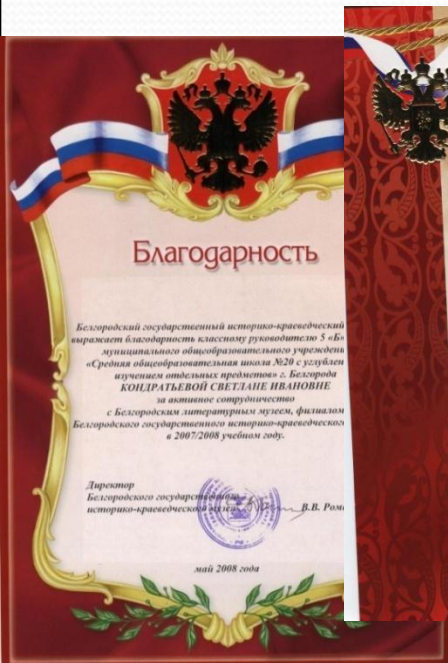 Благодарность
Белгородский государственный историко-краеведческий
выражает благодарность классному руководителю 5 «Б»
муниципального общеобразовательного учрежден
«Средняя общеобразовательная школа №20 с углублен
изучением отдельных предметов» г. Белгорода
КОНДРАТЬЕВОЙ СВЕТЛАНЕ ИВАНОВНЕ
за активное сотрудничество
с Белгородским литературным музеем, филиалом
Белгородского государственного историко-краеведческого
в 2007/2008 учебном году.
Директор
Белгородского государственного
историко-краеведческого музея
В.В. Ром
май 2008 года